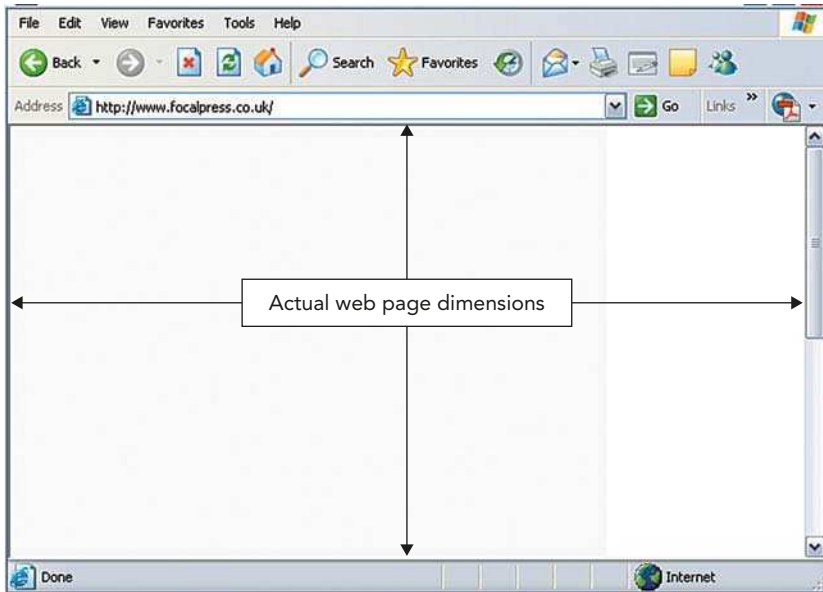 File Edit View Favorites Tools Help
Back Search Favorites
Address http://www.focalpress.co.uk/ Go Links »
Actual web page dimensions
Done Internet